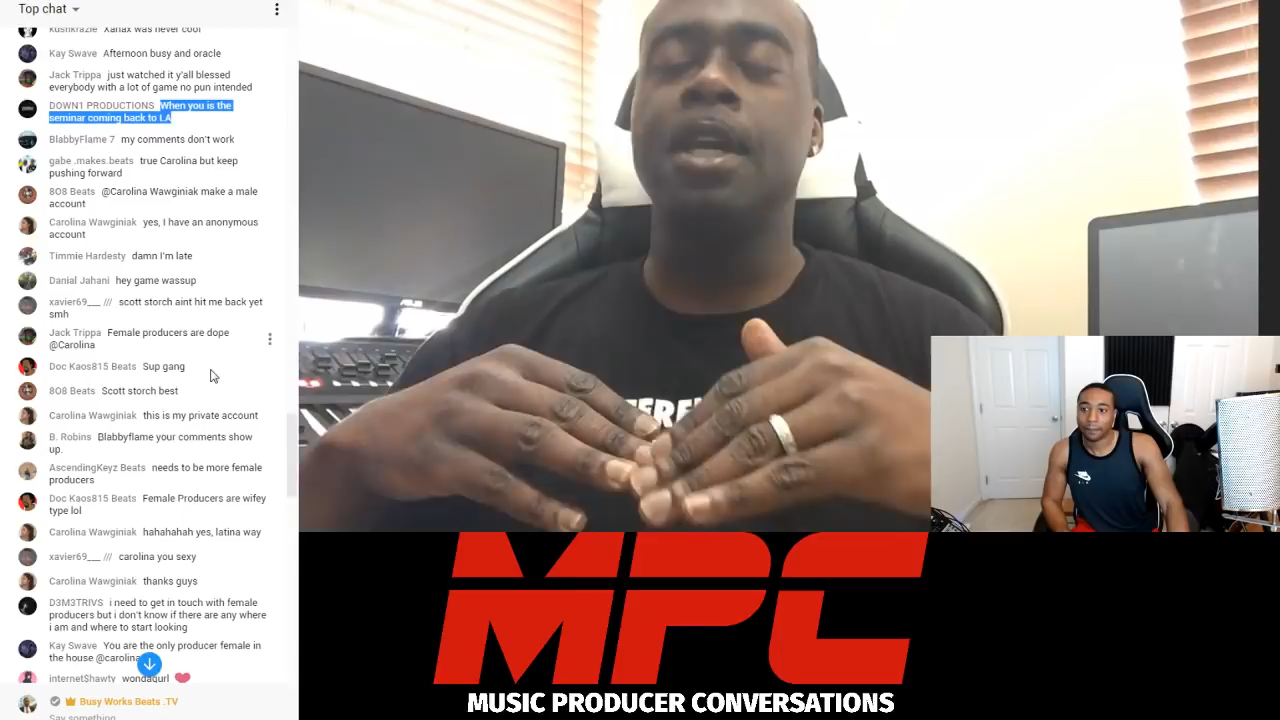 Top chat
kushkrazie Xanax was never cool
Kay Swave Afternoon busy and oracle
Jack Trippa just watched it y'all blessed
everybody with a lot of game no pun intended
DOWN1 PRODUCTIONS When you is the
seminar coming back to LA
BlabbyFlame 7 my comments don't work
gabe .makes.beats true Carolina but keep
pushing forward
8O8 Beats @Carolina Wawginiak make a male
account
Carolina Wawginiak yes, I have an anonymous
account
Timmie Hardesty damn I'm late
Danial Jahani hey game wassup
xavier69___ /// scott storch aint hit me back yet
smh
Jack Trippa Female producers are dope
@Carolina
Doc Kaos815 Beats Sup gang
8O8 Beats Scott storch best
Carolina Wawginiak this is my private account
B. Robins Blabbyflame your comments show
up.
AscendingKeyz Beats needs to be more female
producers
Doc Kaos815 Beats Female Producers are wifey
type lol
Carolina Wawginiak hahahahah yes, latina way
xavier69___ /// carolina you sexy
Carolina Wawginiak thanks guys
D3M3TRIVS i need to get in touch with female
producers but i don't know if there are any where
i am and where to start looking
Kay Swave You are the only producer female in
the house @carolina
internet$hawty wondagurl
Busy Works Beats .TV
Say something
MPC
MUSIC PRODUCER CONVERSATIONS